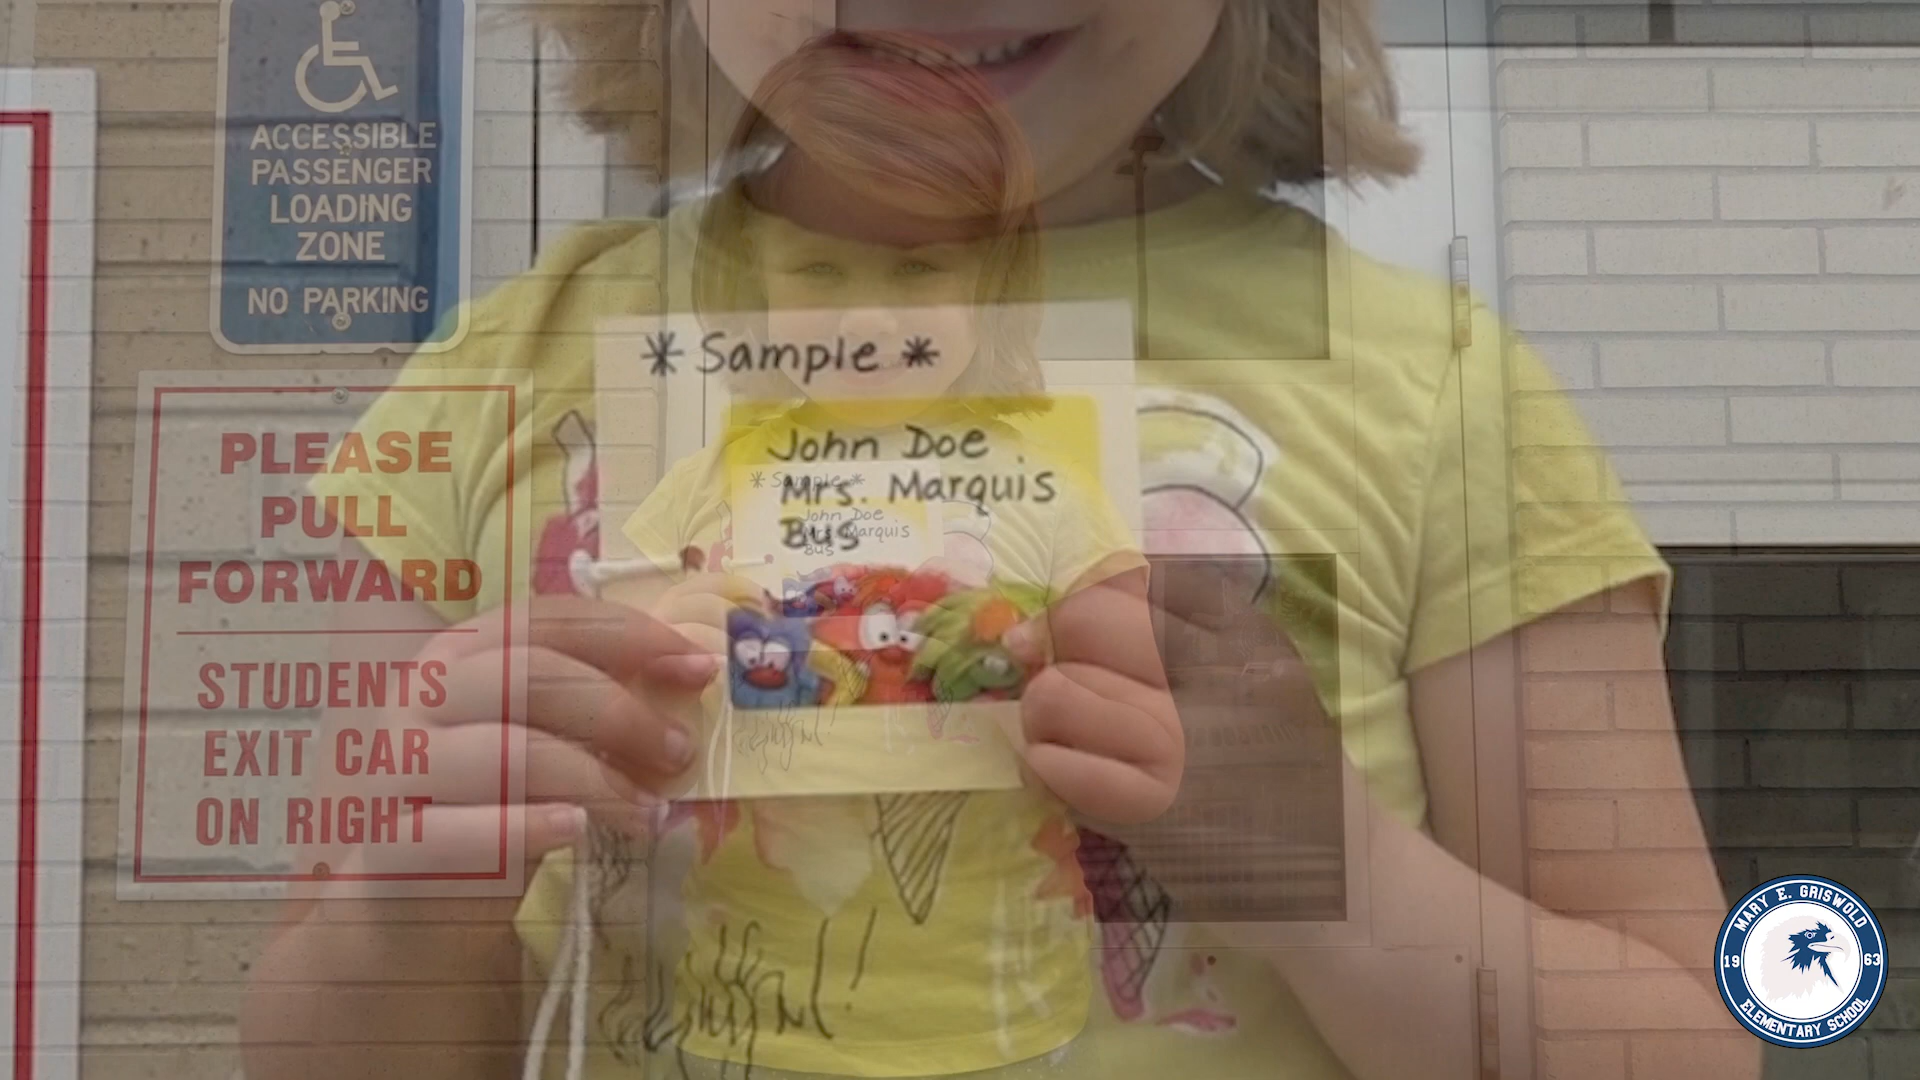 ACCESSIBLE
PASSENGER
LOADING
ZONE
NO PARKING
PLEASE
PULL
FORWARD
STUDENTS
EXIT CAR
ON RIGHT
* Sample *
John Doe
Mrs. Marquis
Bus
* Sample *
John Doe
Mrs. Marquis
Bus
MARY E. GRISWOLD
19 63
ELEMENTARY SCHOOL